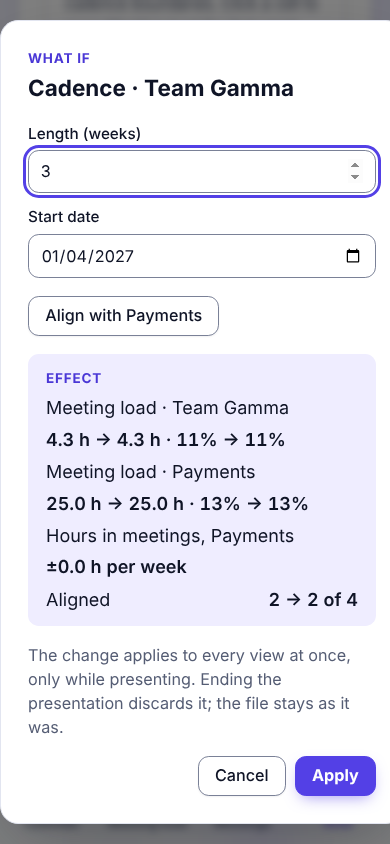 WHAT IF
Cadence · Team Gamma
Length (weeks)
3
Start date
01/04/2027
Align with Payments
EFFECT
Meeting load · Team Gamma
4.3 h → 4.3 h · 11% → 11%
Meeting load · Payments
25.0 h → 25.0 h · 13% → 13%
Hours in meetings, Payments
±0.0 h per week
Aligned 2 → 2 of 4
The change applies to every view at once,
only while presenting. Ending the
presentation discards it; the file stays as it
was.
Cancel Apply